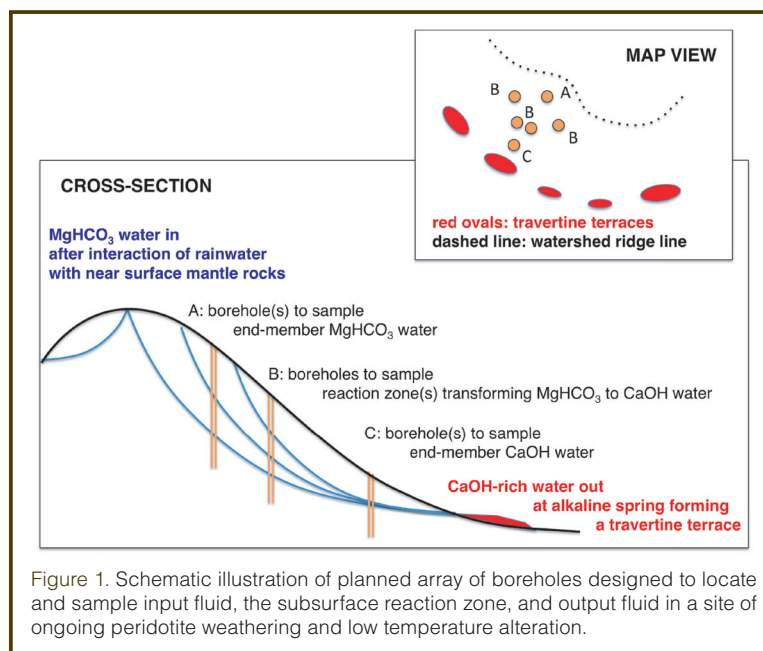 MAP VIEW
B
A
B
B
C
red ovals: travertine terraces
dashed line: watershed ridge line
CROSS-SECTION
MgHCO₃ water in
after interaction of rainwater
with near surface mantle rocks
A: borehole(s) to sample
end-member MgHCO₃ water
B: boreholes to sample
reaction zone(s) transforming MgHCO₃ to CaOH water
C: borehole(s) to sample
end-member CaOH water
CaOH-rich water out
at alkaline spring forming
a travertine terrace
Figure 1. Schematic illustration of planned array of boreholes designed to locate
and sample input fluid, the subsurface reaction zone, and output fluid in a site of
ongoing peridotite weathering and low temperature alteration.